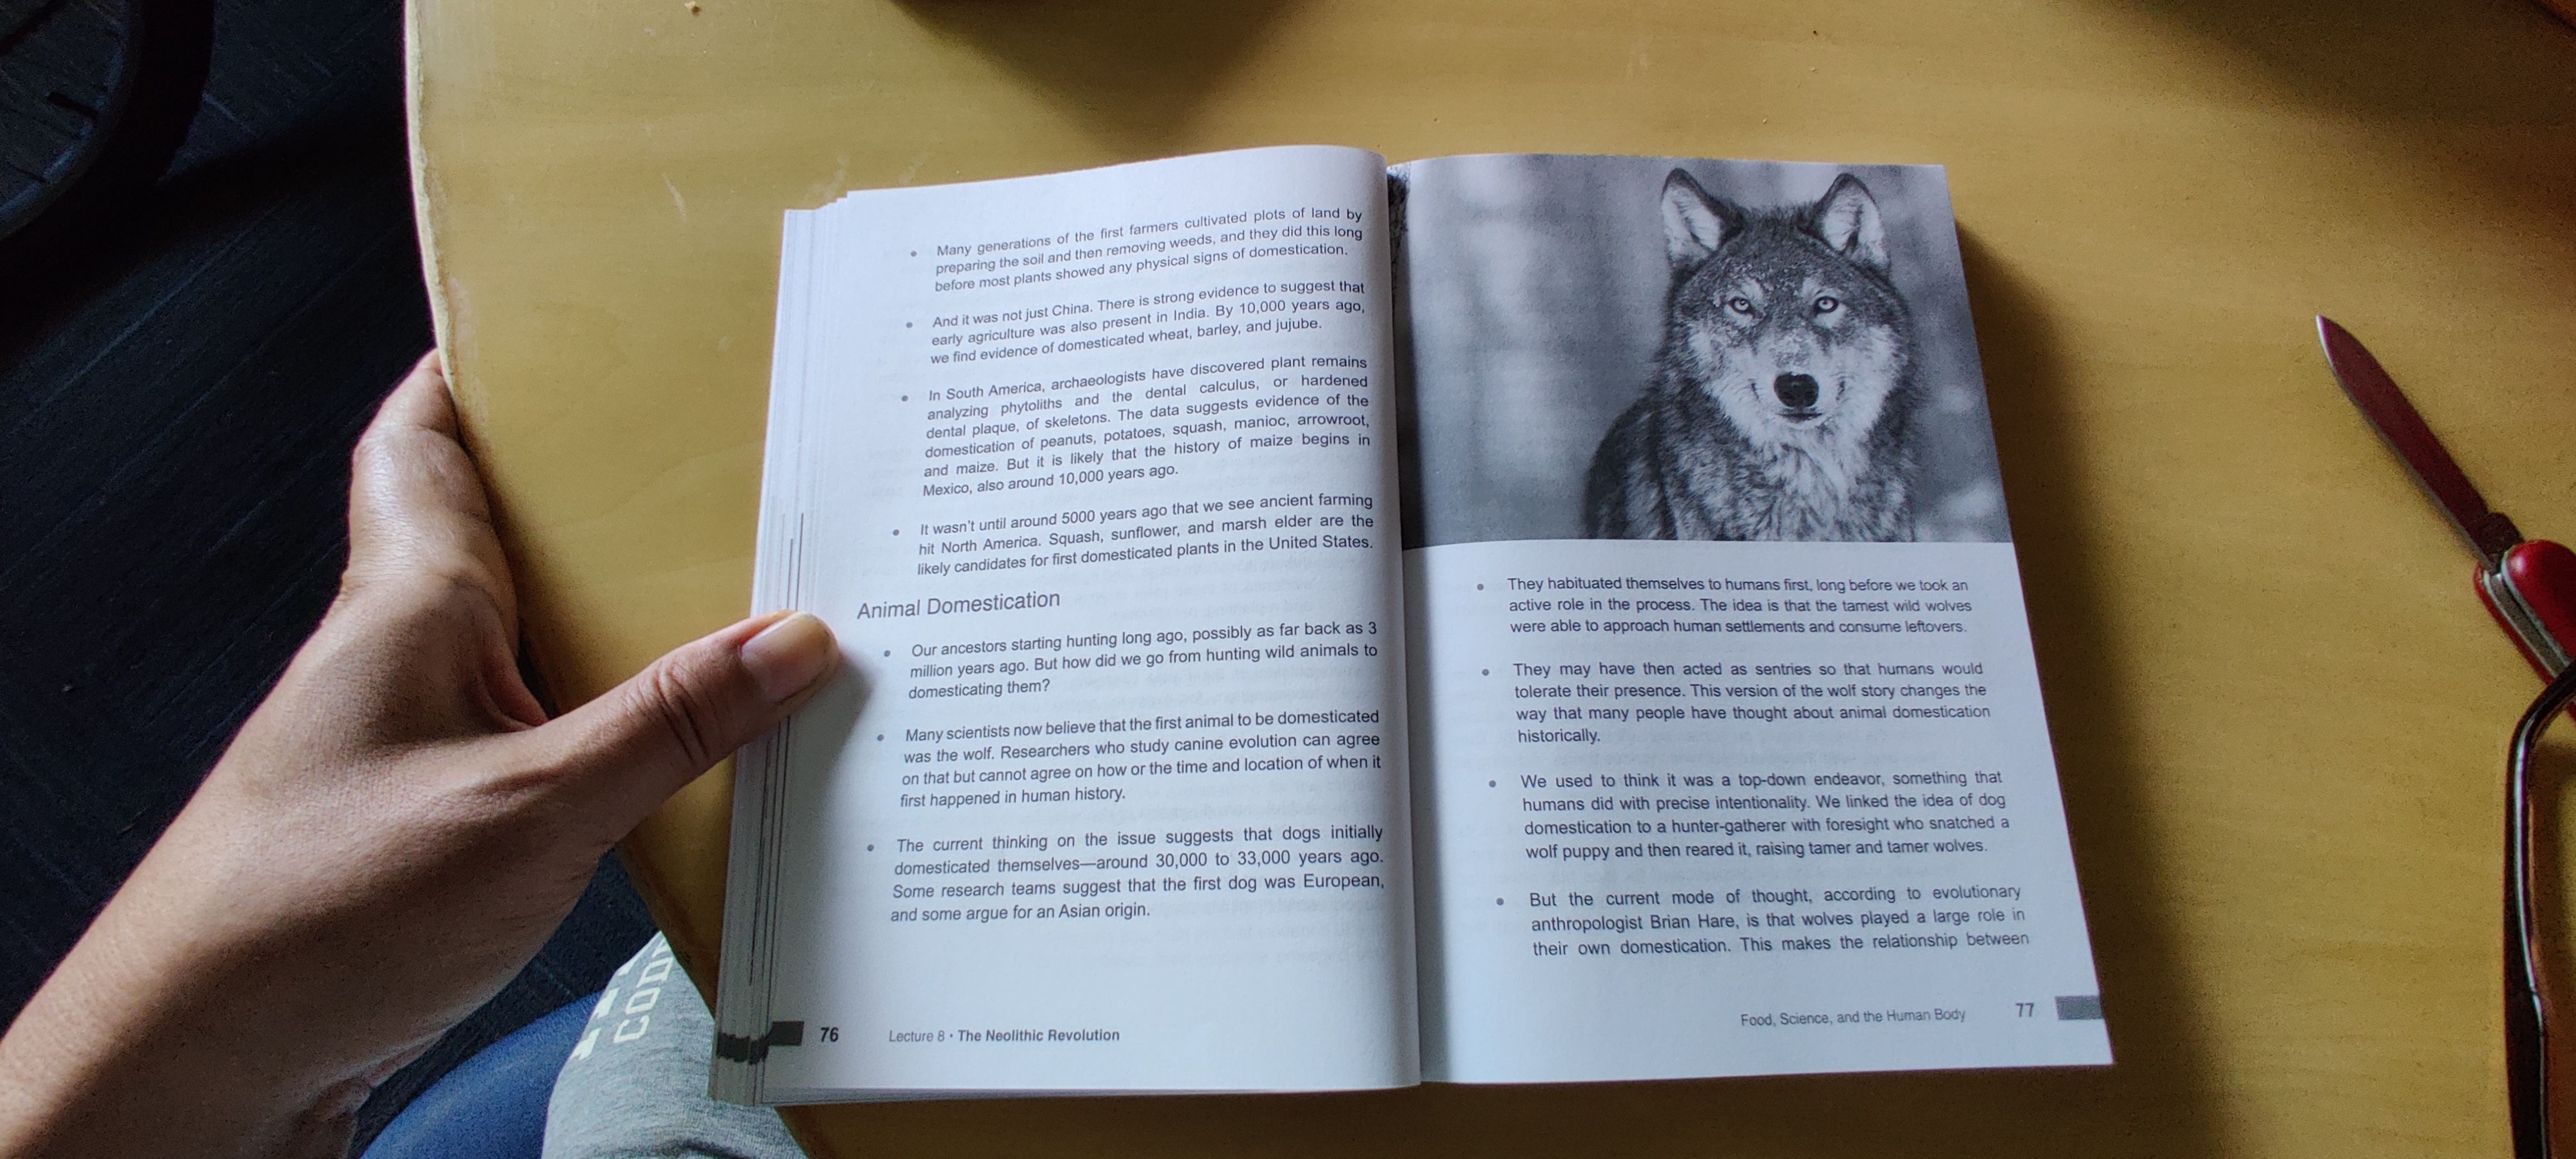 Many generations of the first farmers cultivated plots of land by
preparing the soil and then removing weeds, and they did this long
before most plants showed any physical signs of domestication.
And it was not just China. There is strong evidence to suggest that
early agriculture was also present in India. By 10,000 years ago,
we find evidence of domesticated wheat, barley, and jujube.
In South America, archaeologists have discovered plant remains
analyzing phytoliths and the dental calculus, or hardened
dental plaque, of skeletons. The data suggests evidence of the
domestication of peanuts, potatoes, squash, manioc, arrowroot,
and maize. But it is likely that the history of maize begins in
Mexico, also around 10,000 years ago.
It wasn't until around 5000 years ago that we see ancient farming
hit North America. Squash, sunflower, and marsh elder are the
likely candidates for first domesticated plants in the United States.
Animal Domestication
Our ancestors starting hunting long ago, possibly as far back as 3
million years ago. But how did we go from hunting wild animals to
domesticating them?
Many scientists now believe that the first animal to be domesticated
was the wolf. Researchers who study canine evolution can agree
on that but cannot agree on how or the time and location of when it
first happened in human history.
The current thinking on the issue suggests that dogs initially
domesticated themselves—around 30,000 to 33,000 years ago.
Some research teams suggest that the first dog was European,
and some argue for an Asian origin.
76 Lecture 8 • The Neolithic Revolution
They habituated themselves to humans first, long before we took an
active role in the process. The idea is that the tamest wild wolves
were able to approach human settlements and consume leftovers.
They may have then acted as sentries so that humans would
tolerate their presence. This version of the wolf story changes the
way that many people have thought about animal domestication
historically.
We used to think it was a top-down endeavor, something that
humans did with precise intentionality. We linked the idea of dog
domestication to a hunter-gatherer with foresight who snatched a
wolf puppy and then reared it, raising tamer and tamer wolves.
But the current mode of thought, according to evolutionary
anthropologist Brian Hare, is that wolves played a large role in
their own domestication. This makes the relationship between
Food, Science, and the Human Body 77